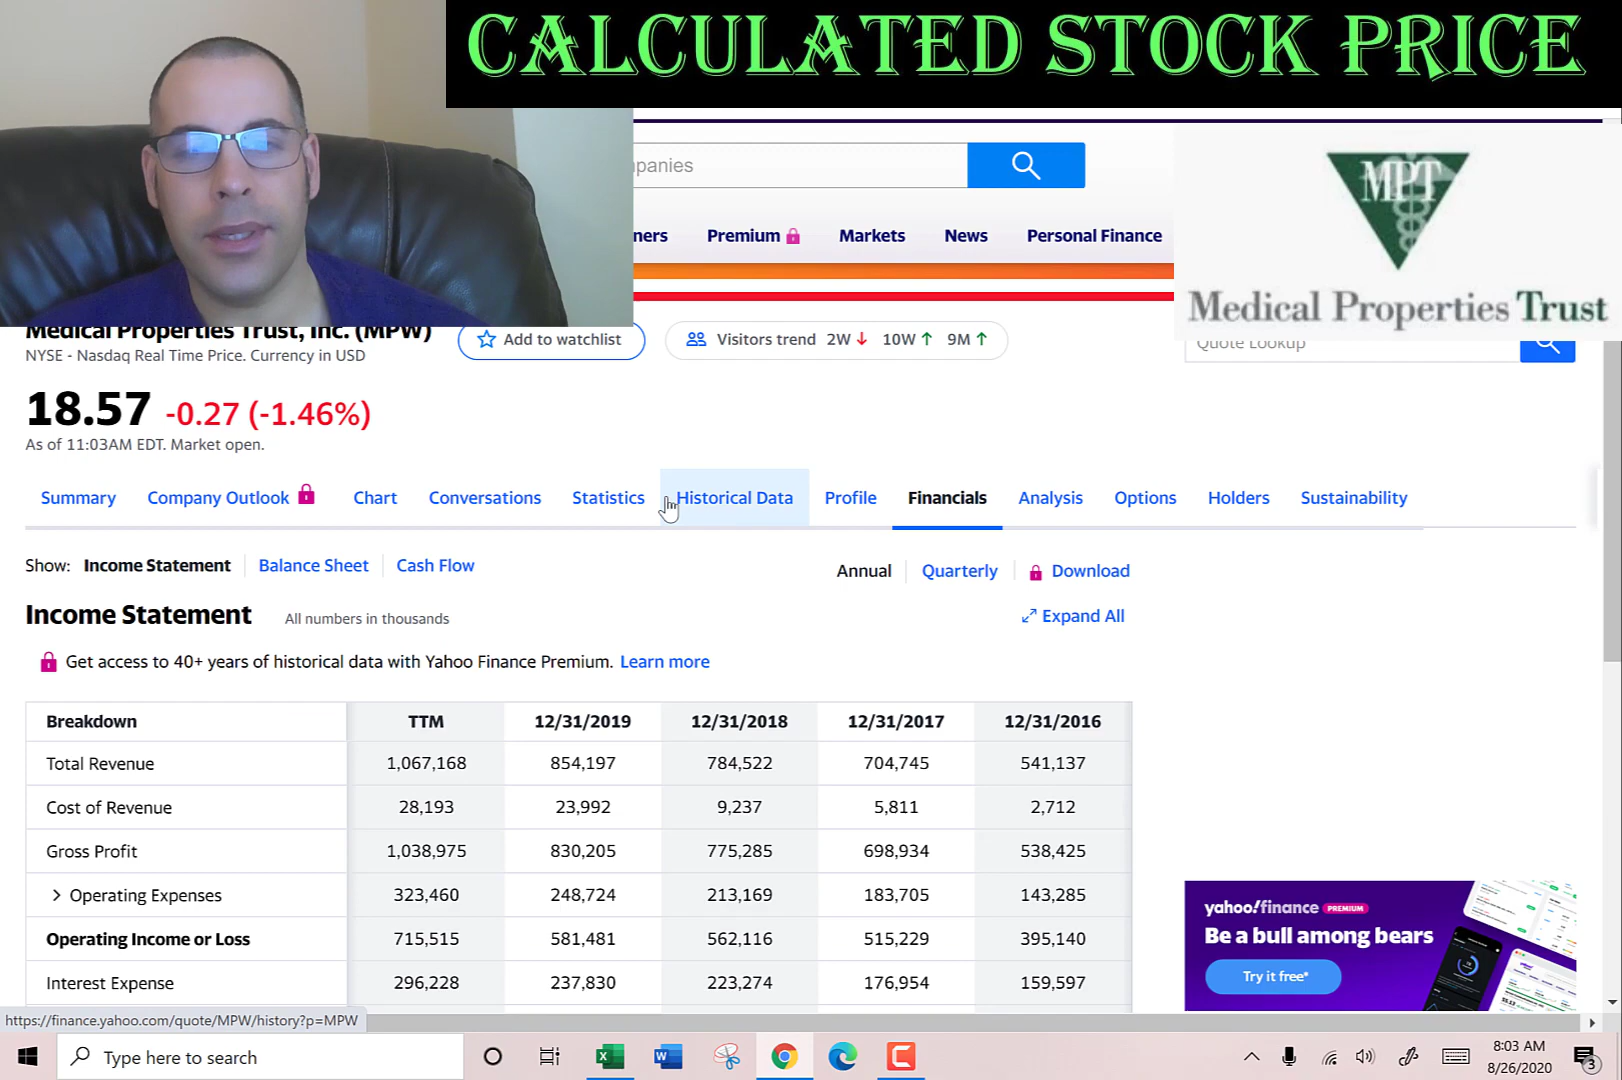 CALCULATED STOCK PRICE
panies
ners Premium Markets News Personal Finance
MPT
Medical Properties Trust
Medical Properties Trust, Inc. (MPW)
NYSE - Nasdaq Real Time Price. Currency in USD
Add to watchlist
Visitors trend 2W 10W 9M
Quote Lookup
18.57 -0.27 (-1.46%)
As of 11:03AM EDT. Market open.
Summary Company Outlook Chart Conversations Statistics Historical Data Profile Financials Analysis Options Holders Sustainability
Show: Income Statement Balance Sheet Cash Flow
Annual Quarterly Download
Income Statement All numbers in thousands
Expand All
Get access to 40+ years of historical data with Yahoo Finance Premium. Learn more
Breakdown TTM 12/31/2019 12/31/2018 12/31/2017 12/31/2016
Total Revenue 1,067,168 854,197 784,522 704,745 541,137
Cost of Revenue 28,193 23,992 9,237 5,811 2,712
Gross Profit 1,038,975 830,205 775,285 698,934 538,425
Operating Expenses 323,460 248,724 213,169 183,705 143,285
Operating Income or Loss 715,515 581,481 562,116 515,229 395,140
Interest Expense 296,228 237,830 223,274 176,954 159,597
yahoo!finance PREMIUM
Be a bull among bears
Try it free*
https://finance.yahoo.com/quote/MPW/history?p=MPW
Type here to search
8:03 AM
8/26/2020
3